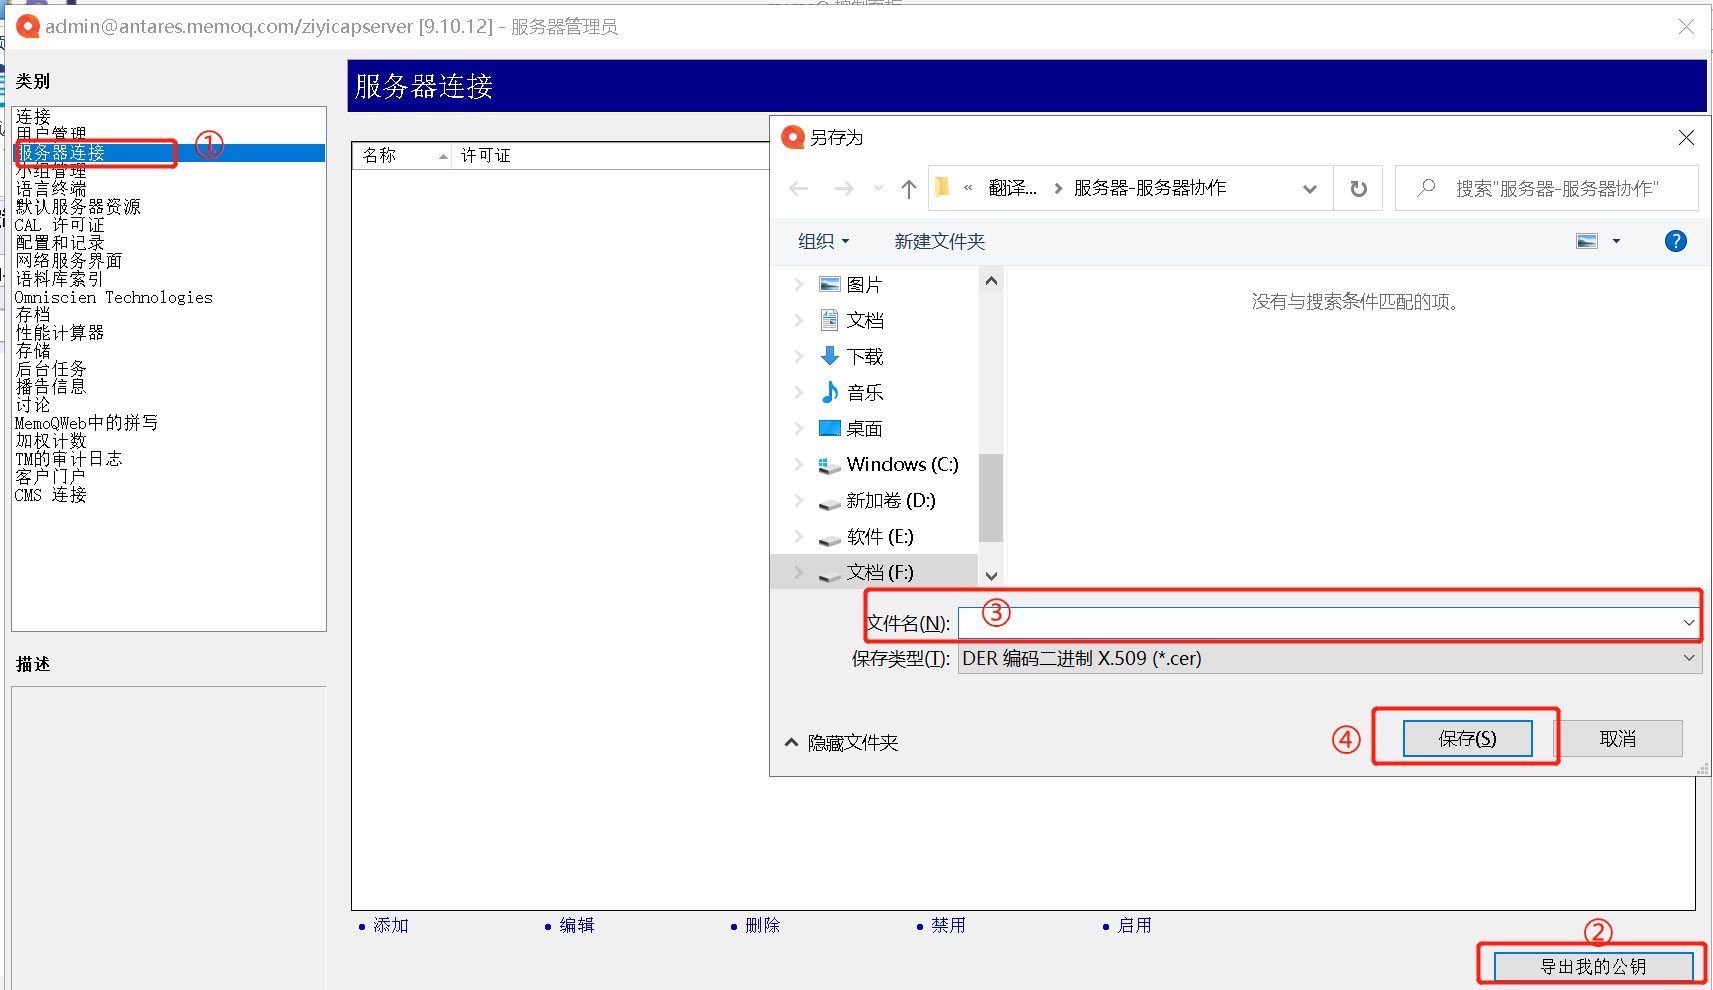 admin@antares.memoq.com/ziyicapserver [9.10.12] - 服务器管理员
类别
连接
用户管理
服务器连接
①
小组管理
语言终端
默认服务器资源
CAL 许可证
配置和记录
网络服务界面
语料库索引
Omniscien Technologies
存档
性能计算器
存储
后台任务
播告信息
讨论
MemoQWeb中的拼写
加权计数
TM的审计日志
客户门户
CMS 连接
描述
服务器连接
名称 许可证
另存为
« 翻译... › 服务器-服务器协作
搜索"服务器-服务器协作"
组织 新建文件夹
图片
文档
下载
音乐
桌面
Windows (C:)
新加卷 (D:)
软件 (E:)
文档 (F:)
没有与搜索条件匹配的项。
文件名(N): ③
保存类型(T): DER 编码二进制 X.509 (*.cer)
隐藏文件夹
④ 保存(S) 取消
• 添加 • 编辑 • 删除 • 禁用 • 启用
②
导出我的公钥